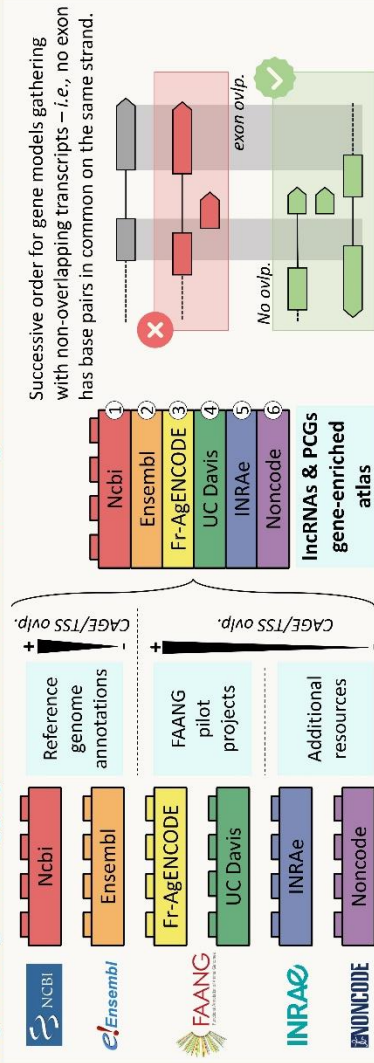 NCBI
Ncbi
e!Ensembl
Ensembl
Reference
genome
annotations
+
-
CAGE/TSS ovlp.
FAANG
Fr-AgENCODE
UC Davis
FAANG
pilot
projects
INRAE
INRAe
NONCODE
Noncode
Additional
resources
+
-
CAGE/TSS ovlp.
Ncbi 1
Ensembl 2
Fr-AgENCODE 3
UC Davis 4
INRAe 5
Noncode 6
lncRNAs & PCGs
gene-enriched
atlas
Successive order for gene models gathering
with non-overlapping transcripts – i.e., no exon
has base pairs in common on the same strand.
exon ovlp.
No ovlp.